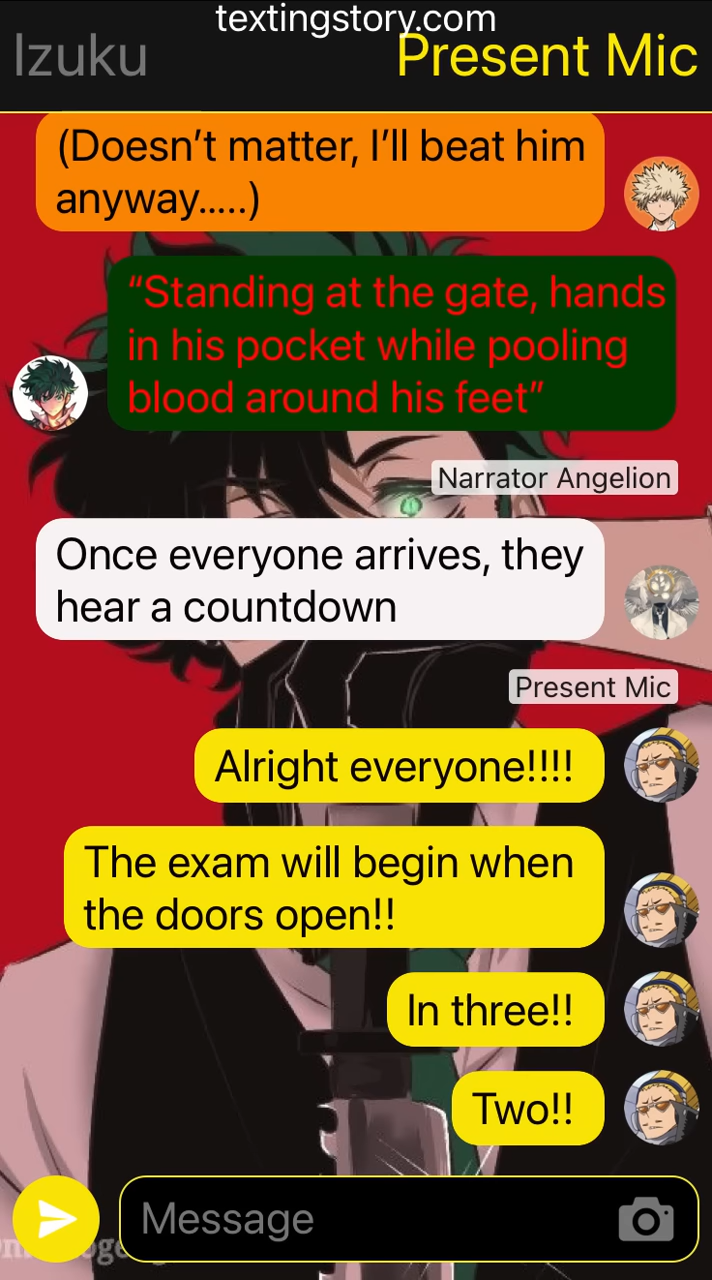 textingstory.com
Izuku
Present Mic
(Doesn’t matter, I’ll beat him
anyway.....)
“Standing at the gate, hands
in his pocket while pooling
blood around his feet”
Narrator Angelion
Once everyone arrives, they
hear a countdown
Present Mic
Alright everyone!!!!
The exam will begin when
the doors open!!
In three!!
Two!!
Message